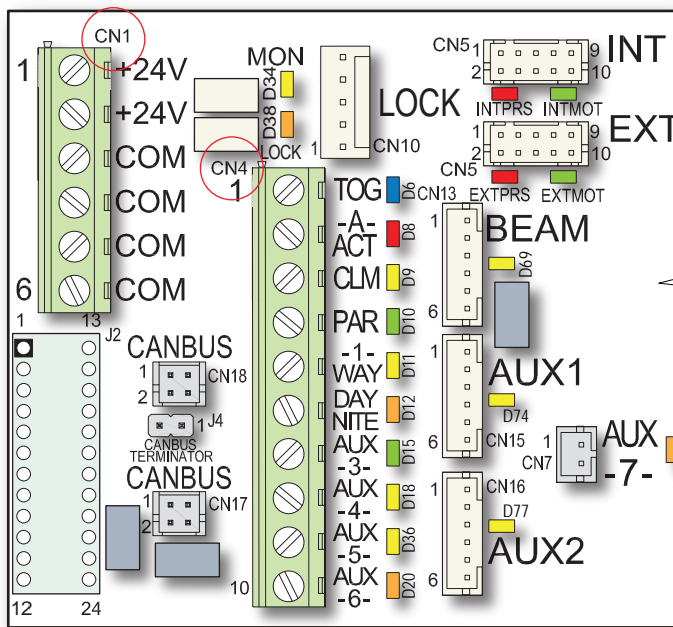 CN1
1
+24V
+24V
COM
COM
COM
6
COM
MON
D34
D38
LOCK
CN4
1
LOCK
1
CN10
CN5
1
9
INT
2
10
INTPRS
INTMOT
1
9
EXT
2
10
CN5
EXTPRS
EXTMOT
TOG
D6
-A-
ACT
D8
CLM
D9
PAR
D10
-1-
WAY
D11
DAY
NITE
D12
AUX
-3-
D15
AUX
-4-
D18
AUX
-5-
D36
10
AUX
-6-
D20
CN13
1
BEAM
D69
6
1
AUX1
D74
6
CN15
1
CN16
D77
AUX2
6
1
CN7
AUX
-7-
1
13
J2
12
24
CANBUS
1
CN18
2
1
J4
CANBUS
TERMINATOR
CANBUS
1
CN17
2